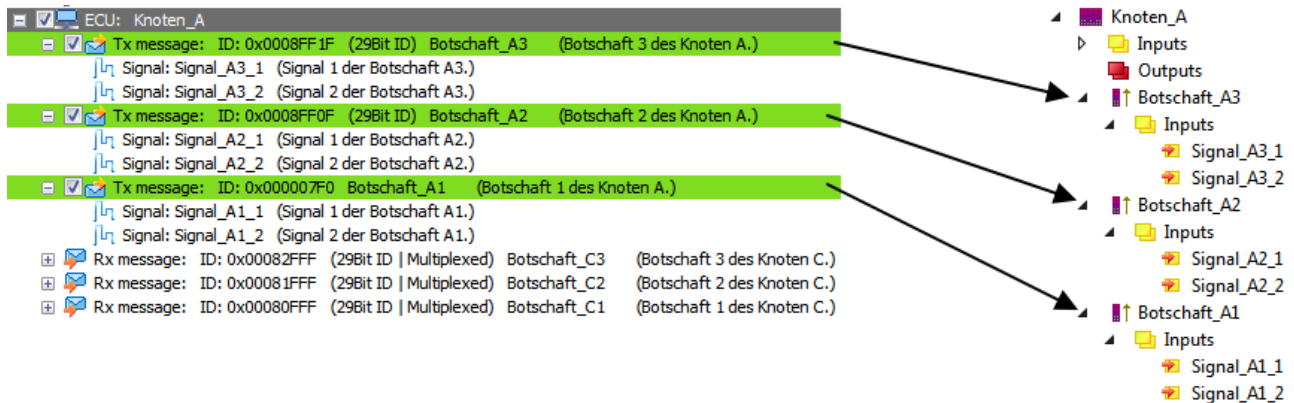 ECU: Knoten_A
Tx message: ID: 0x0008FF1F (29Bit ID) Botschaft_A3 (Botschaft 3 des Knoten A.)
Signal: Signal_A3_1 (Signal 1 der Botschaft A3.)
Signal: Signal_A3_2 (Signal 2 der Botschaft A3.)
Tx message: ID: 0x0008FF0F (29Bit ID) Botschaft_A2 (Botschaft 2 des Knoten A.)
Signal: Signal_A2_1 (Signal 1 der Botschaft A2.)
Signal: Signal_A2_2 (Signal 2 der Botschaft A2.)
Tx message: ID: 0x000007F0 Botschaft_A1 (Botschaft 1 des Knoten A.)
Signal: Signal_A1_1 (Signal 1 der Botschaft A1.)
Signal: Signal_A1_2 (Signal 2 der Botschaft A1.)
Rx message: ID: 0x00082FFF (29Bit ID | Multiplexed) Botschaft_C3 (Botschaft 3 des Knoten C.)
Rx message: ID: 0x00081FFF (29Bit ID | Multiplexed) Botschaft_C2 (Botschaft 2 des Knoten C.)
Rx message: ID: 0x00080FFF (29Bit ID | Multiplexed) Botschaft_C1 (Botschaft 1 des Knoten C.)
Knoten_A
Inputs
Outputs
Botschaft_A3
Inputs
Signal_A3_1
Signal_A3_2
Botschaft_A2
Inputs
Signal_A2_1
Signal_A2_2
Botschaft_A1
Inputs
Signal_A1_1
Signal_A1_2